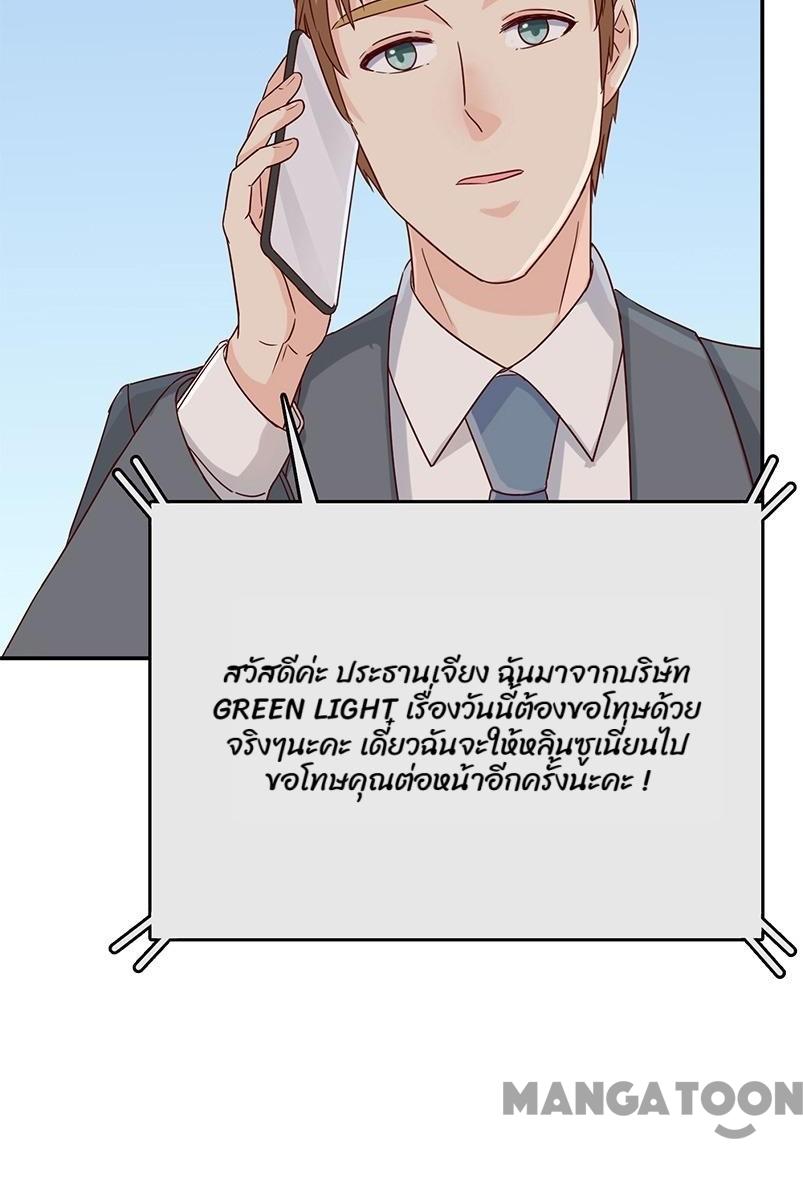 สวัสดีค่ะ ประธานเจียง ฉันมาจากบริษัท
GREEN LIGHT เรื่องวันนี้ต้องขอโทษด้วย
จริงๆนะคะ เดี๋ยวฉันจะให้หลินซูเนี่ยนไป
ขอโทษคุณต่อหน้าอีกครั้งนะคะ !
MANGATOON